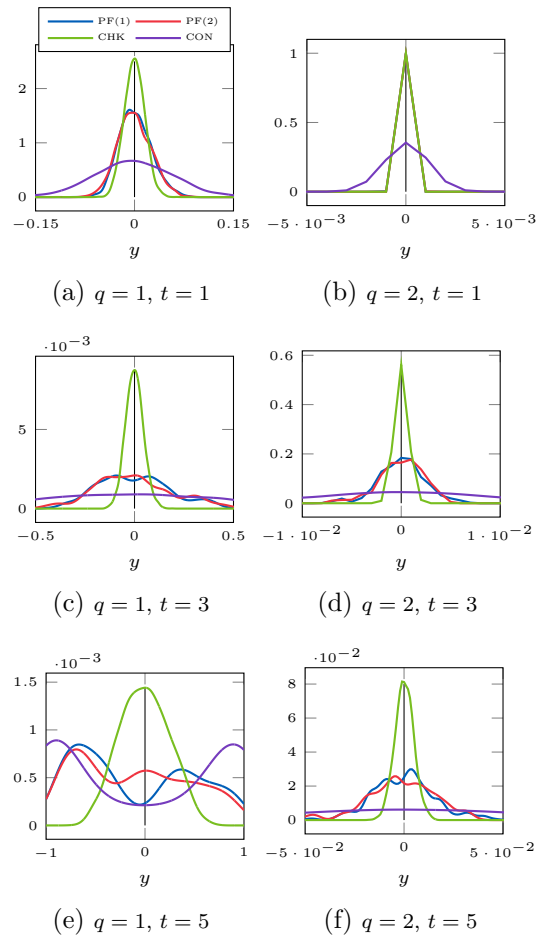 PF(1) PF(2)
CHK CON
2
1
0
−0.15 0 0.15
y
(a) q = 1, t = 1
1
0.5
0
−5 · 10⁻³ 0 5 · 10⁻³
y
(b) q = 2, t = 1
·10⁻³
5
0
−0.5 0 0.5
y
(c) q = 1, t = 3
0.6
0.4
0.2
0
−1 · 10⁻² 0 1 · 10⁻²
y
(d) q = 2, t = 3
·10⁻³
1.5
1
0.5
0
−1 0 1
y
(e) q = 1, t = 5
·10⁻²
8
6
4
2
0
−5 · 10⁻² 0 5 · 10⁻²
y
(f) q = 2, t = 5